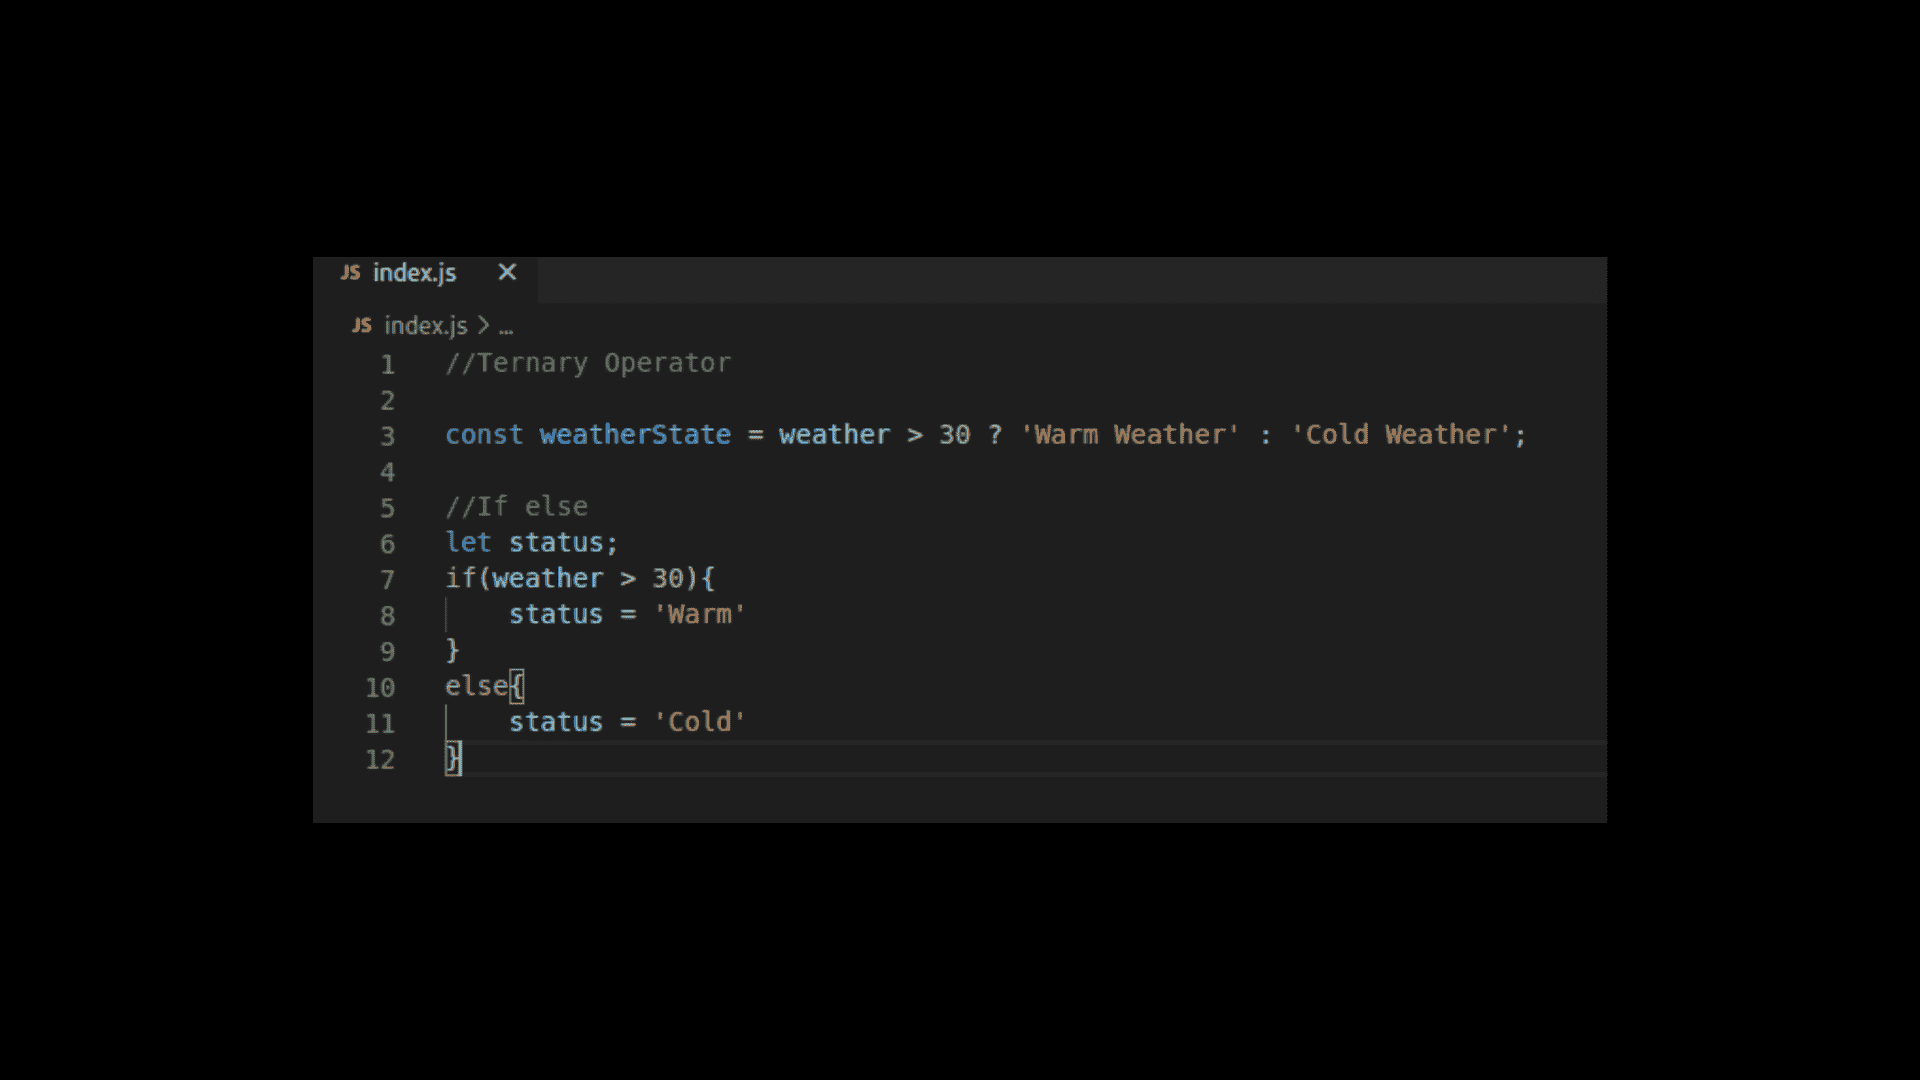 JS index.js ✕
JS index.js > ...
1 //Ternary Operator
2
3 const weatherState = weather > 30 ? 'Warm Weather' : 'Cold Weather';
4
5 //If else
6 let status;
7 if(weather > 30){
8     status = 'Warm'
9 }
10 else{
11     status = 'Cold'
12 }